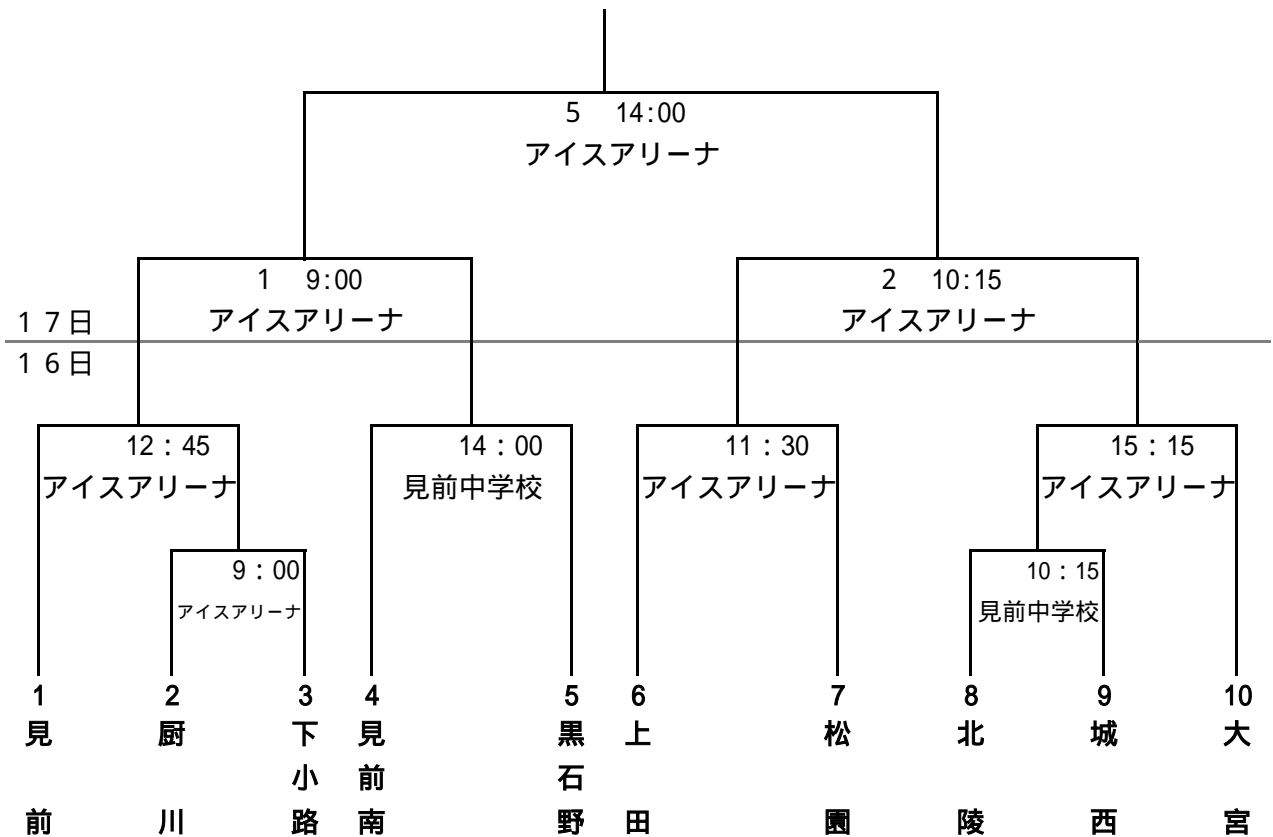 5 14:00
アイスアリーナ
1 9:00
アイスアリーナ
2 10:15
アイスアリーナ
17日
16日
12：45
アイスアリーナ
14：00
見前中学校
11：30
アイスアリーナ
15：15
アイスアリーナ
9：00
アイスアリーナ
10：15
見前中学校
1
見前
2
厨川
3
下小路
4
見前南
5
黒石野
6
上田
7
松園
8
北陵
9
城西
10
大宮